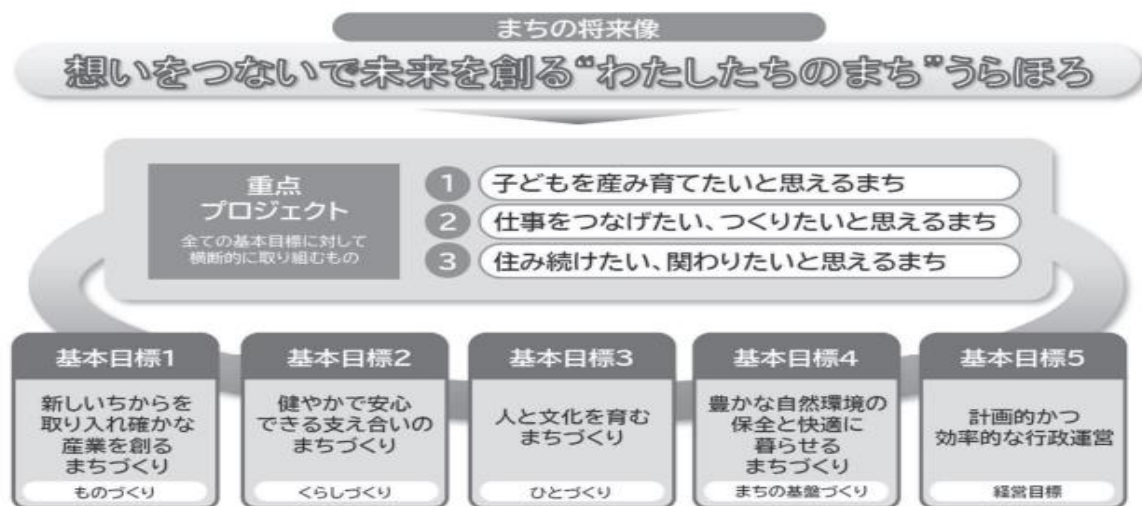 まちの将来像
想いをつないで未来を創る“わたしたちのまち”うらほろ
重点
プロジェクト
全ての基本目標に対して
横断的に取り組むもの
1 子どもを産み育てたいと思えるまち
2 仕事をつなげたい、つくりたいと思えるまち
3 住み続けたい、関わりたいと思えるまち
基本目標1
新しいちからを
取り入れ確かな
産業を創る
まちづくり
ものづくり
基本目標2
健やかで安心
できる支え合いの
まちづくり
くらしづくり
基本目標3
人と文化を育む
まちづくり
ひとづくり
基本目標4
豊かな自然環境の
保全と快適に
暮らせる
まちづくり
まちの基盤づくり
基本目標5
計画的かつ
効率的な行政運営
経営目標